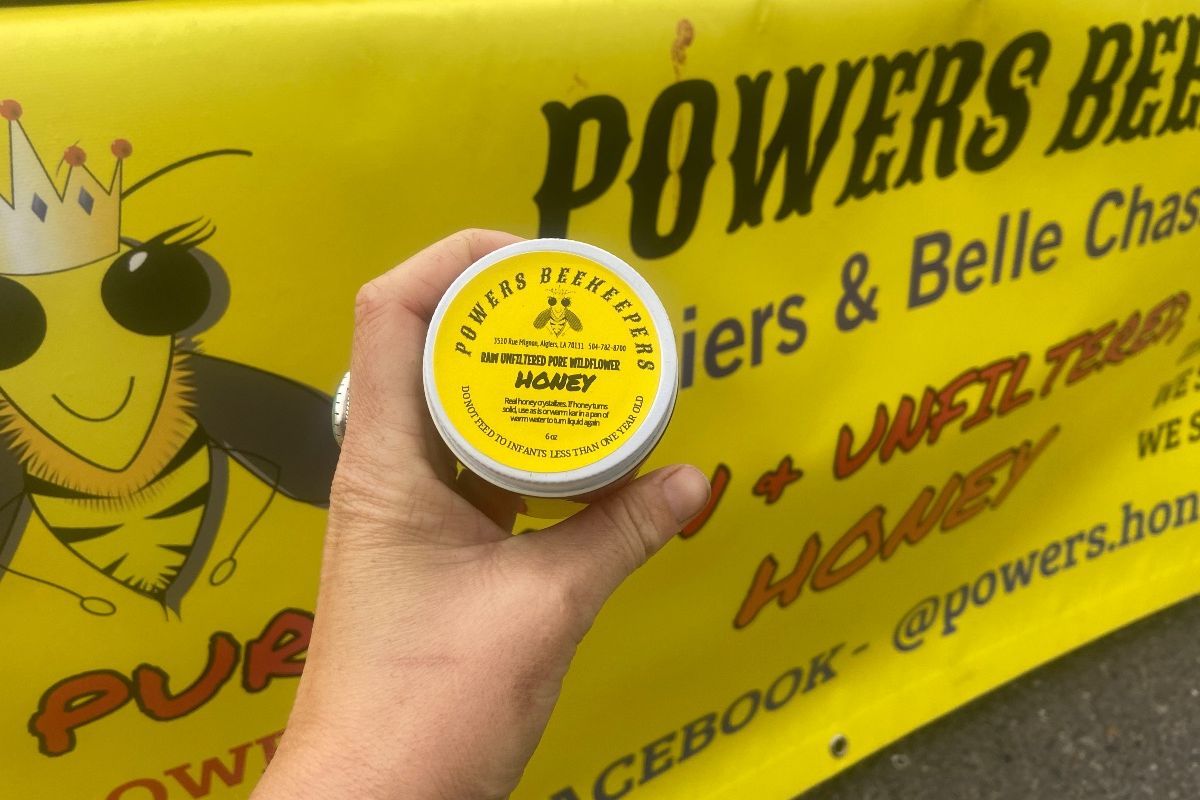 POWERS BEE
iers & Belle Chas
& UNFILTERED
HONEY
WE S
WE S
FACEBOOK - @powers.hon
PUR
POWERS BEEKEEPERS
3510 Rue Mignon, Algiers, LA 70131 504-782-8700
RAW UNFILTERED PURE WILDFLOWER
HONEY
Real honey crystallizes. If honey turns
solid, use as is or warm kar in a pan of
warm water to turn liquid again
6 oz
DO NOT FEED TO INFANTS LESS THAN ONE YEAR OLD